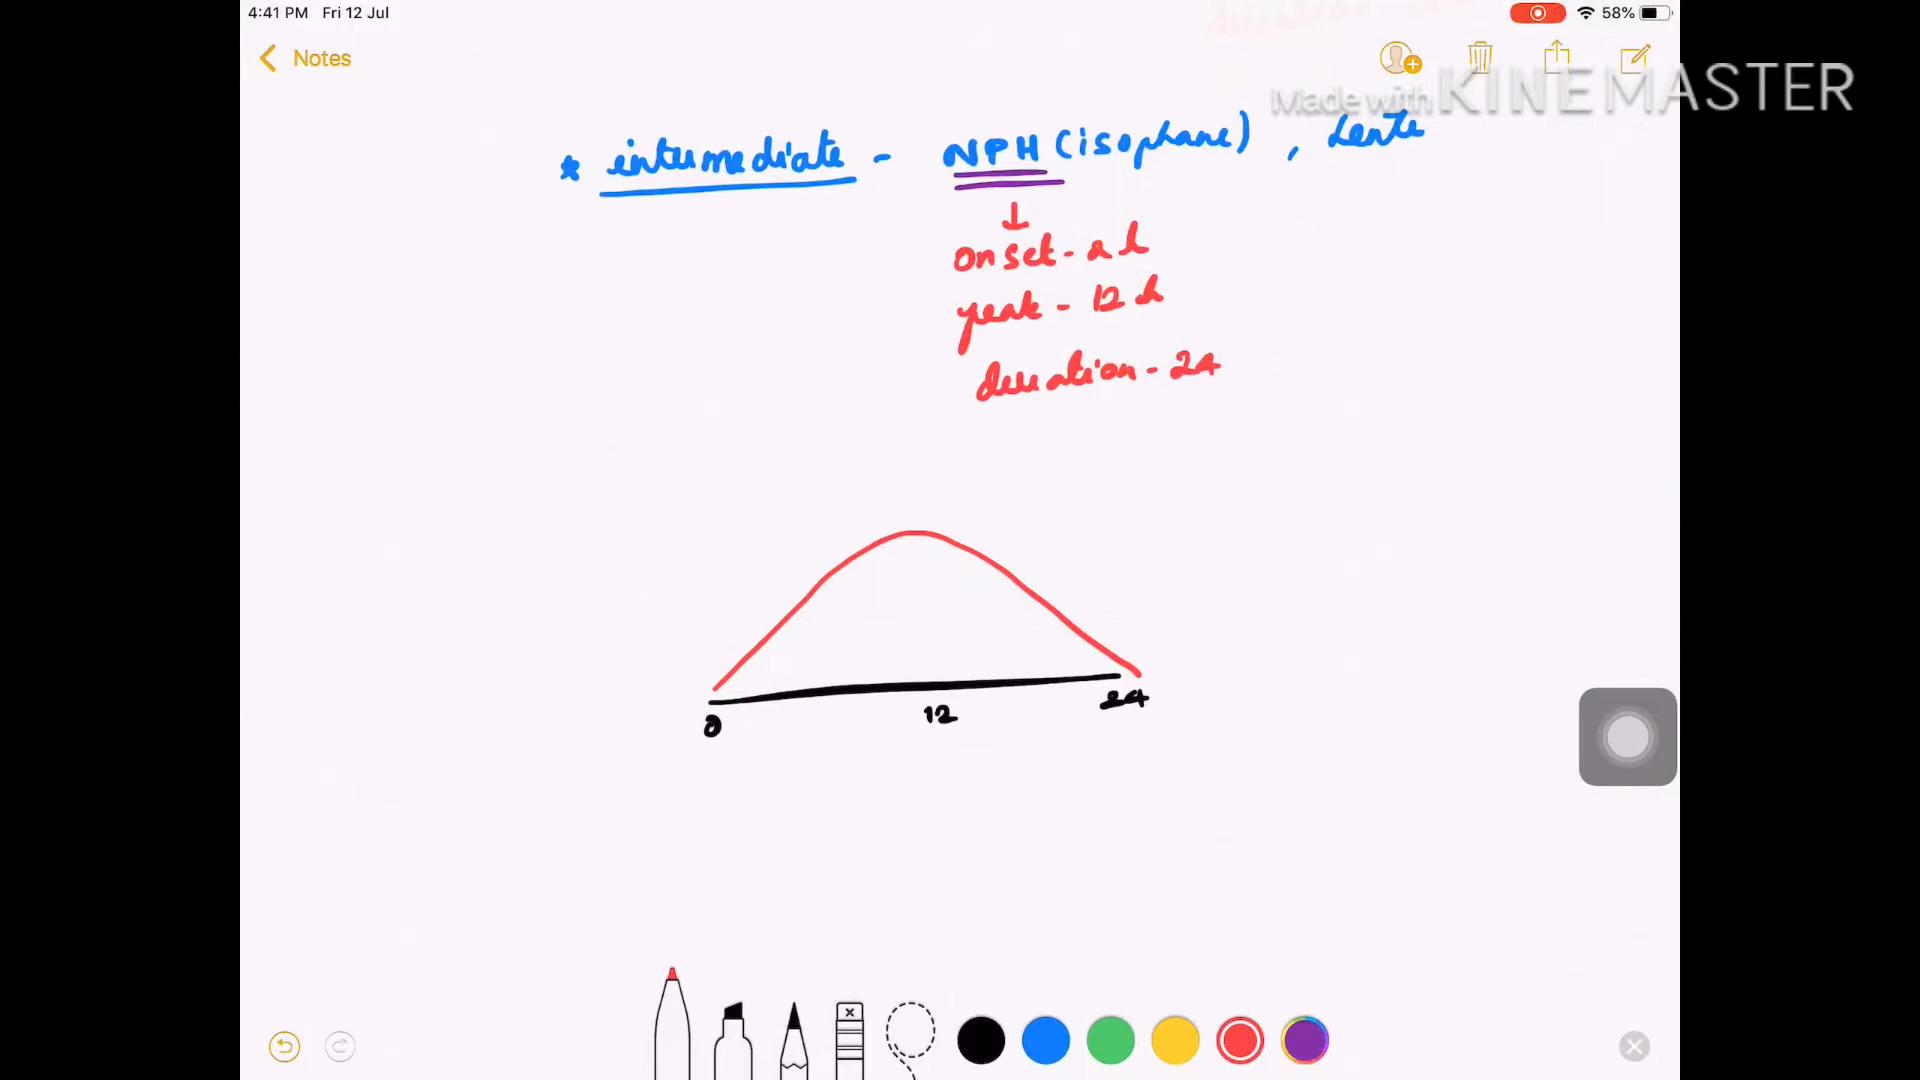 4:41 PM Fri 12 Jul
58%
Notes
Made with KINEMASTER
* intermediate - NPH (isophane), Lente
↓
onset - 2 h
peak - 12 h
duration - 24
0 12 24